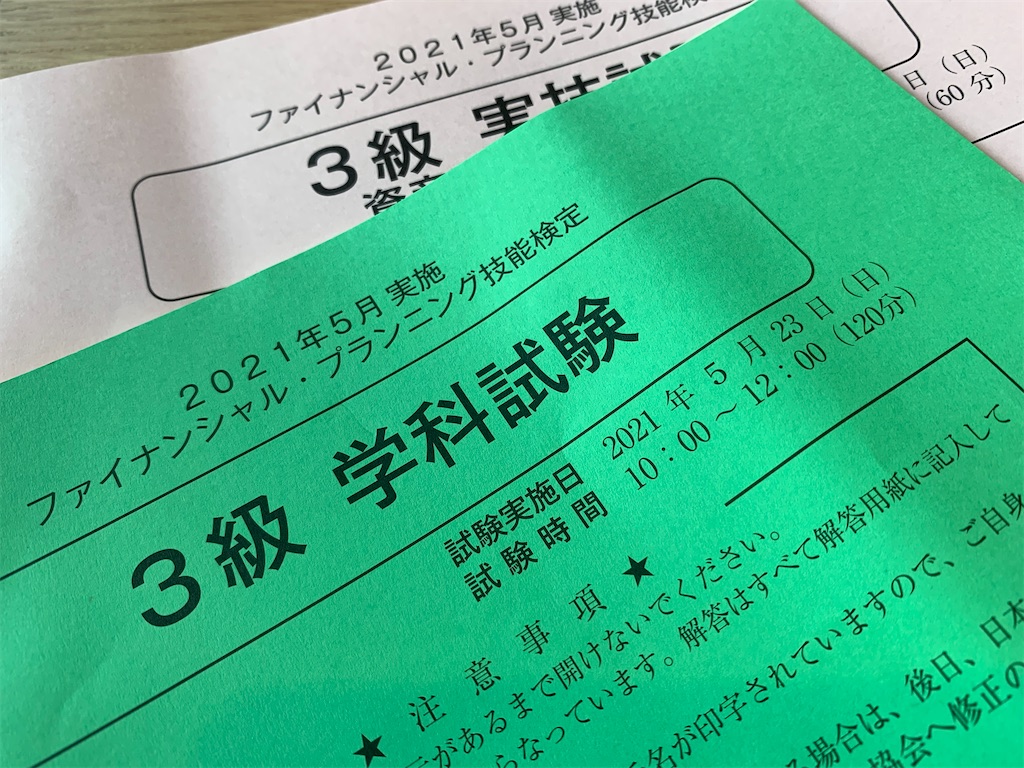 2021年5月 実施
ファイナンシャル・プランニング技能検
3級 実技試
資産
日(日)
(60分)
2021年5月 実施
ファイナンシャル・プランニング技能検定
3級 学科試験
試験実施日 2021 年 5 月 23 日(日)
試験時間 10:00~12:00(120分)
★ 注 意 事 項 ★
があるまで開けないでください。
らなっています。解答はすべて解答用紙に記入して
名が印字されていますので、ご自身
場合は、後日、日本
協会へ修正の